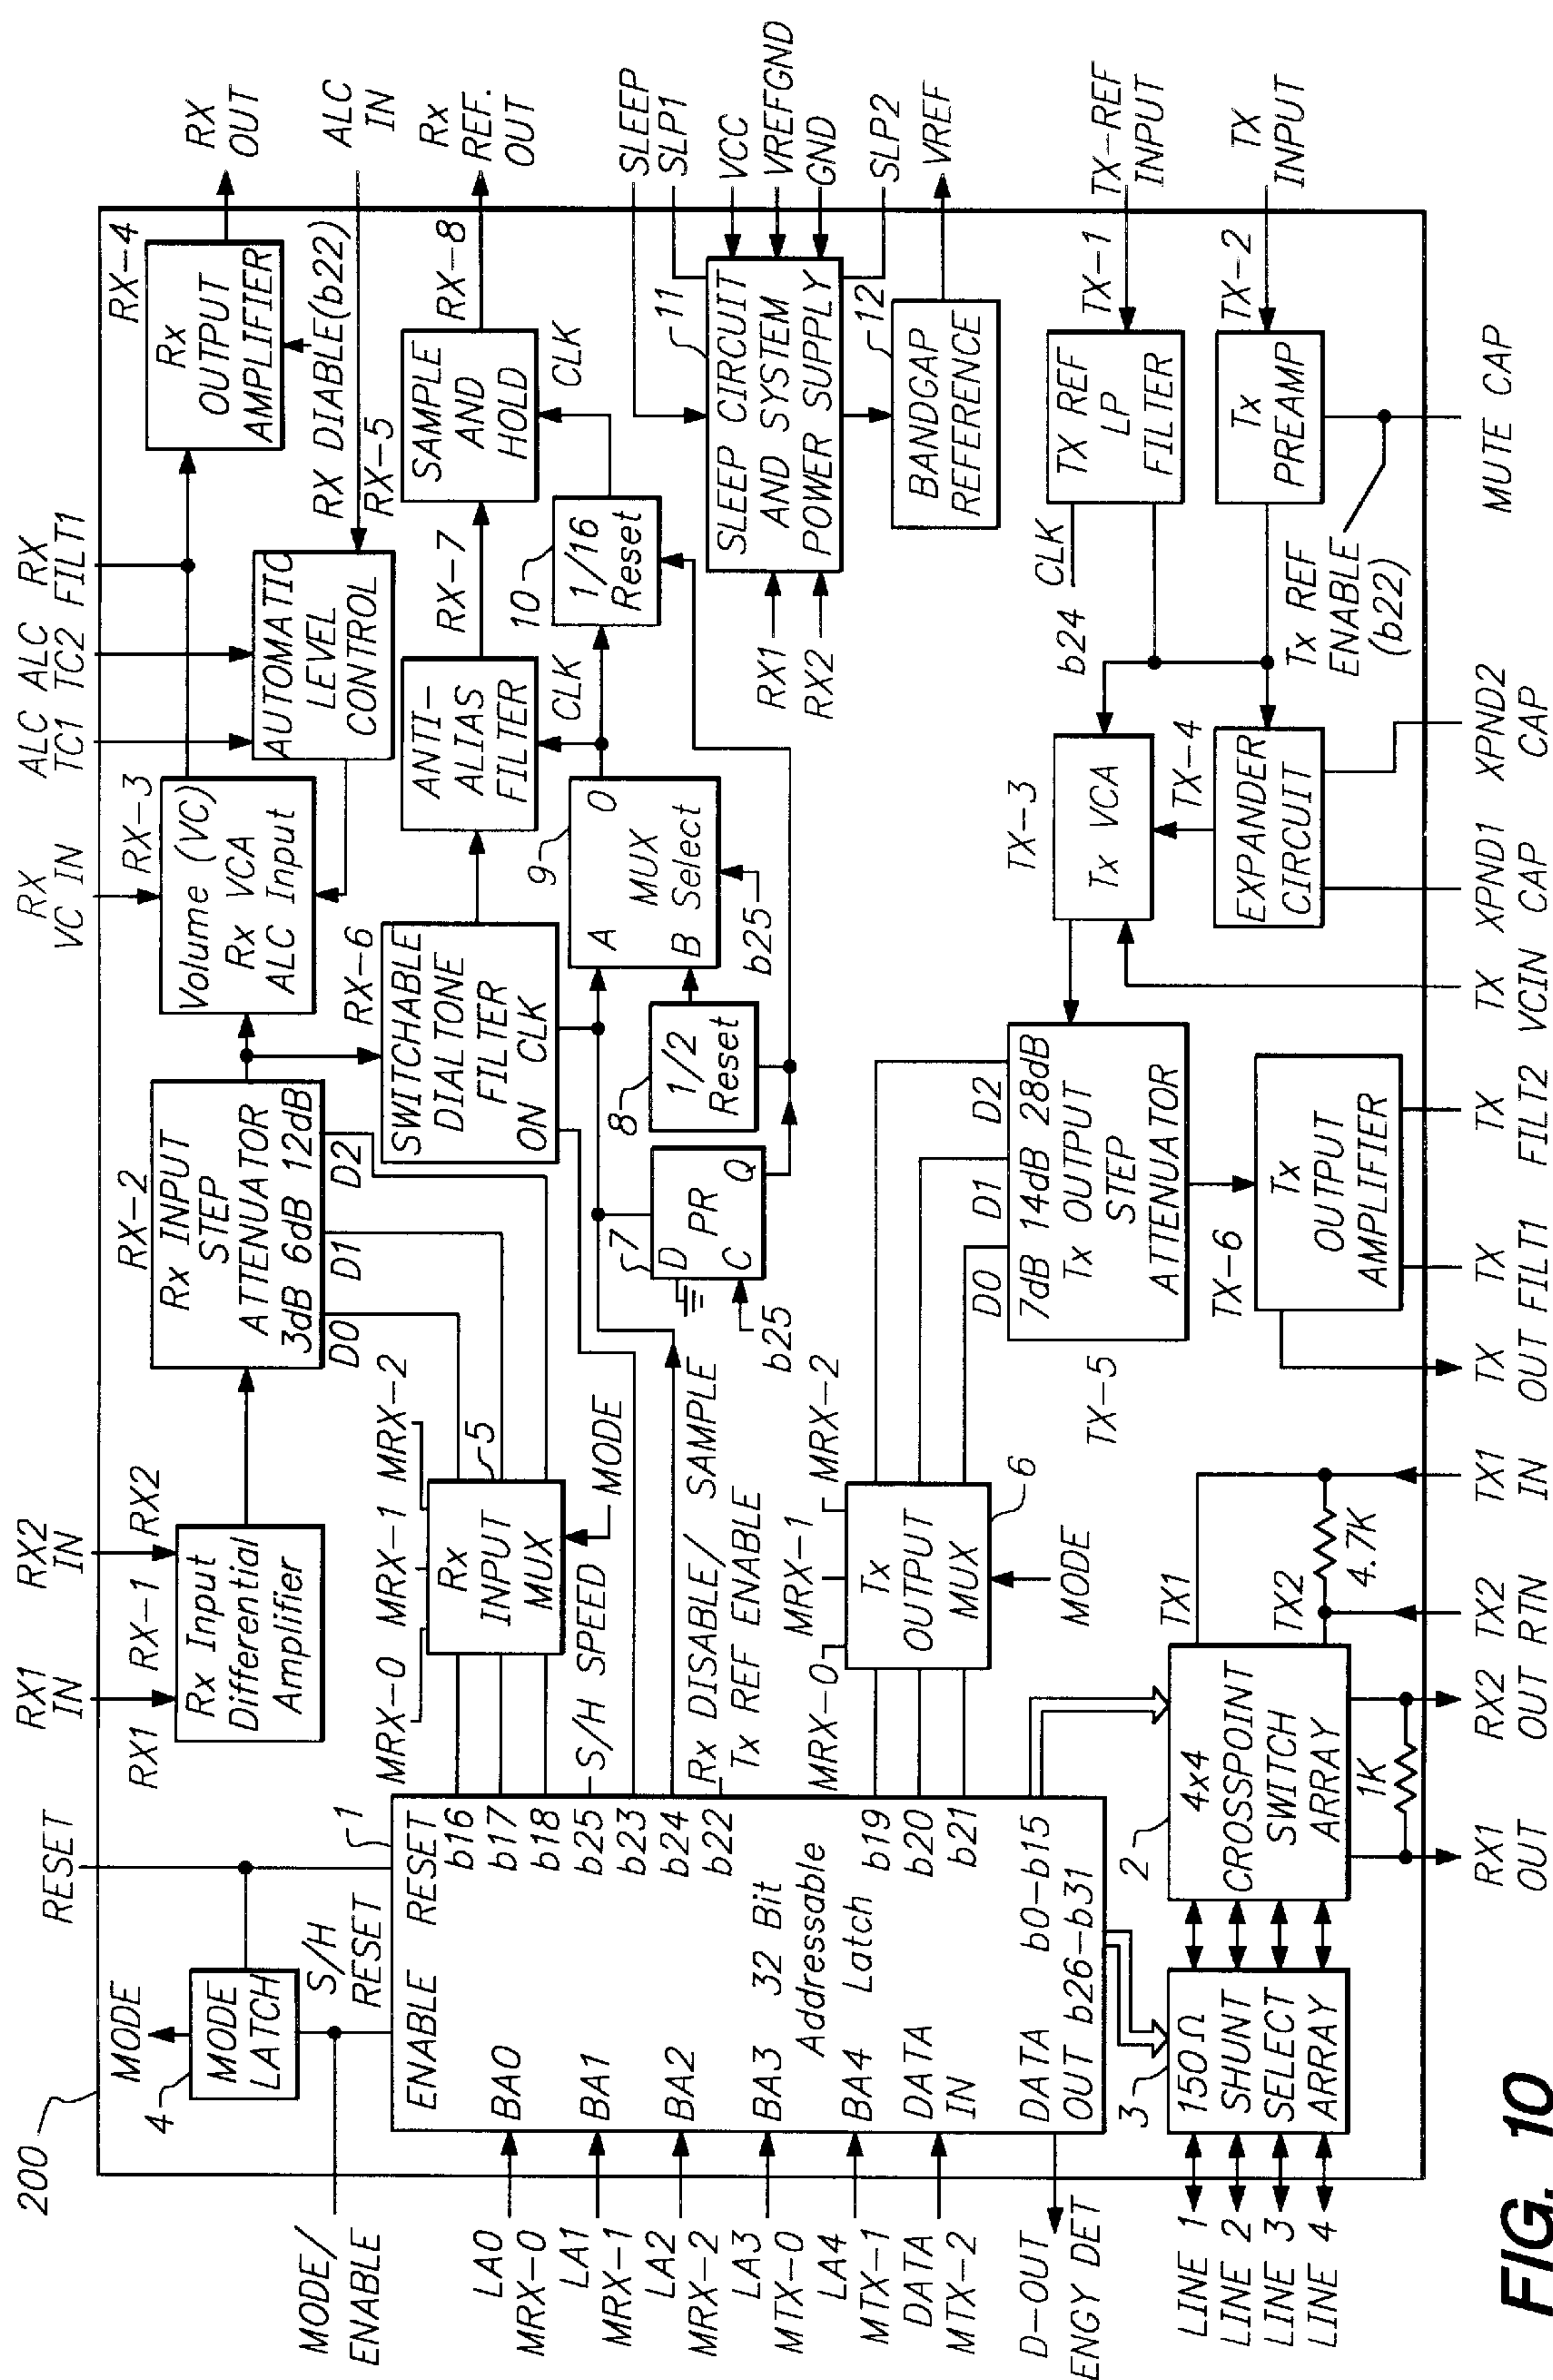 200
MODE/
ENABLE
MODE
4
MODE
LATCH
S/H
RESET
RESET
1
ENABLE RESET
BA0
BA1
BA2
BA3
BA4
DATA
IN
DATA
OUT
32 Bit
Addressable
Latch
b16
b17
b18
b25
b23
b24
b22
b19
b20
b21
b0-b15
b26-b31
LA0
MRX-0
LA1
MRX-1
LA2
MRX-2
LA3
MTX-0
LA4
MTX-1
DATA
MTX-2
D-OUT
ENGY DET
LINE 1
LINE 2
LINE 3
LINE 4
3
150Ω
SHUNT
SELECT
ARRAY
2
4x4
CROSSPOINT
SWITCH
ARRAY
1K
RX1
OUT
RX2
OUT
TX2
RTN
TX1
IN
TX1
TX2
4.7K
RX1
IN
RX2
IN
RX1
RX-1
RX2
Rx Input
Differential
Amplifier
MRX-0
MRX-1
MRX-2
5
Rx
INPUT
MUX
MODE
S/H SPEED
Rx DISABLE/ SAMPLE
Tx REF ENABLE
MRX-0
MRX-1
MRX-2
Tx
OUTPUT
MUX
6
MODE
RX-2
Rx INPUT
STEP
ATTENUATOR
3dB 6dB 12dB
D0
D1
D2
RX-6
SWITCHABLE
DIALTONE
FILTER
ON CLK
7
D
PR
C
Q
b25
8
1/2
Reset
9
A
O
MUX
B Select
b25
RX
VC IN
RX-3
Volume (VC)
Rx VCA
ALC Input
ALC
TC1
ALC
TC2
RX
FILT1
AUTOMATIC
LEVEL
CONTROL
RX-5
RX-4
Rx
OUTPUT
AMPLIFIER
RX DIABLE(b22)
RX
OUT
ALC
IN
ANTI-
ALIAS
FILTER
RX-7
CLK
10
1/16
Reset
SAMPLE
AND
HOLD
RX-8
CLK
Rx
REF.
OUT
SLEEP
SLP1
VCC
VREFGND
GND
SLP2
VREF
11
SLEEP CIRCUIT
AND SYSTEM
POWER SUPPLY
RX1
RX2
12
BANDGAP
REFERENCE
TX-REF
INPUT
TX
INPUT
TX-1
TX REF
LP
FILTER
CLK
b24
TX-2
Tx
PREAMP
Tx REF
ENABLE
(b22)
MUTE CAP
TX-3
Tx VCA
TX-4
EXPANDER
CIRCUIT
XPND2
CAP
XPND1
CAP
TX
VCIN
D0
D1
D2
7dB 14dB 28dB
Tx OUTPUT
STEP
ATTENUATOR
TX-5
TX-6
Tx
OUTPUT
AMPLIFIER
TX
FILT2
TX
FILT1
TX
OUT
FIG. 10